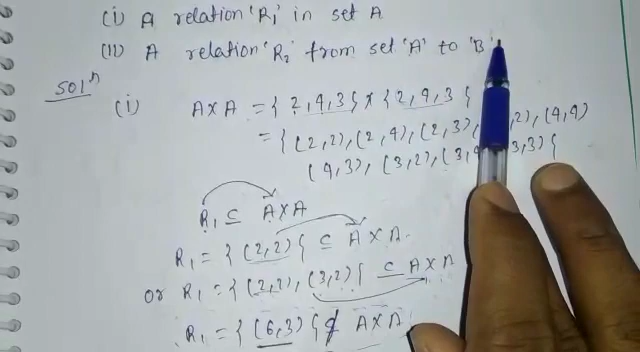 (i) A relation 'R₁' in set A
(ii) A relation 'R₂' from set 'A' to 'B'
Solⁿ
(i) A×A = { 2,4,3 } × { 2,4,3 }
= { (2,2), (2,4), (2,3), ,2), (4,4)
(4,3), (3,2), (3, 3,3) }
R₁ ⊆ A×A
R₁ = { (2,2) } ⊆ A×A.
or R₁ = { (2,2), (3,2) } ⊆ A×A
R₁ = { (6,3) } ⊄ A×A